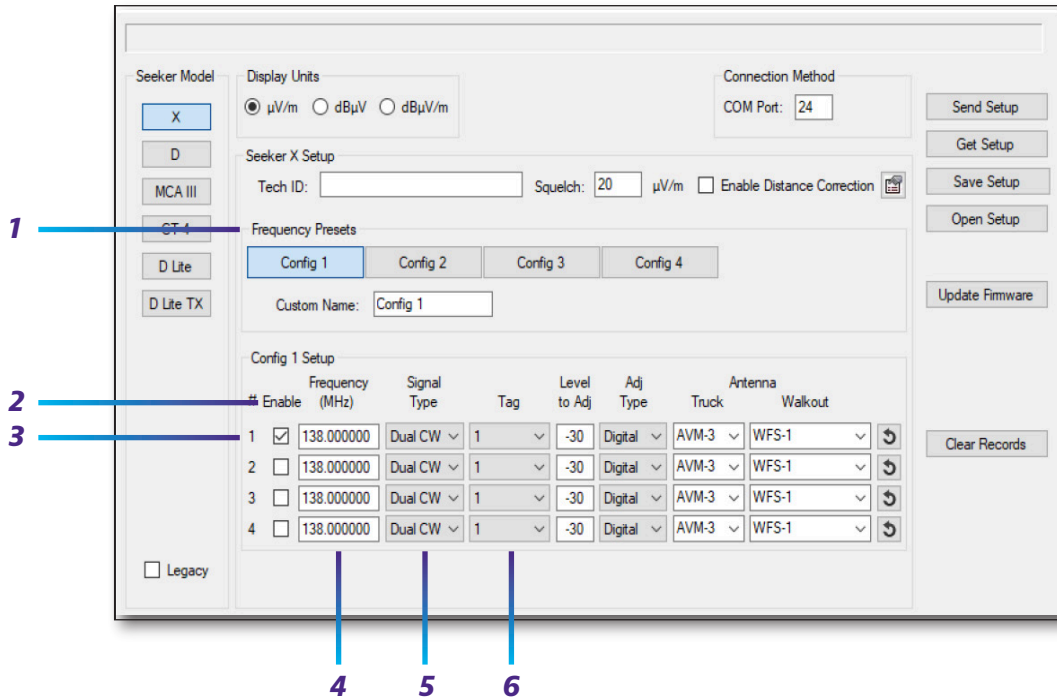 Seeker Model
X
D
MCA III
D Lite
D Lite TX
Legacy
Display Units
µV/m dBµV dBµV/m
Connection Method
COM Port: 24
Seeker X Setup
Tech ID: Squelch: 20 µV/m Enable Distance Correction
Frequency Presets
Config 1 Config 2 Config 3 Config 4
Custom Name: Config 1
Config 1 Setup
# Enable Frequency (MHz) Signal Type Tag Level to Adj Adj Type Antenna Truck Walkout
1 138.000000 Dual CW 1 -30 Digital AVM-3 WFS-1
2 138.000000 Dual CW 1 -30 Digital AVM-3 WFS-1
3 138.000000 Dual CW 1 -30 Digital AVM-3 WFS-1
4 138.000000 Dual CW 1 -30 Digital AVM-3 WFS-1
Send Setup
Get Setup
Save Setup
Open Setup
Update Firmware
Clear Records
1
2
3
4 5 6